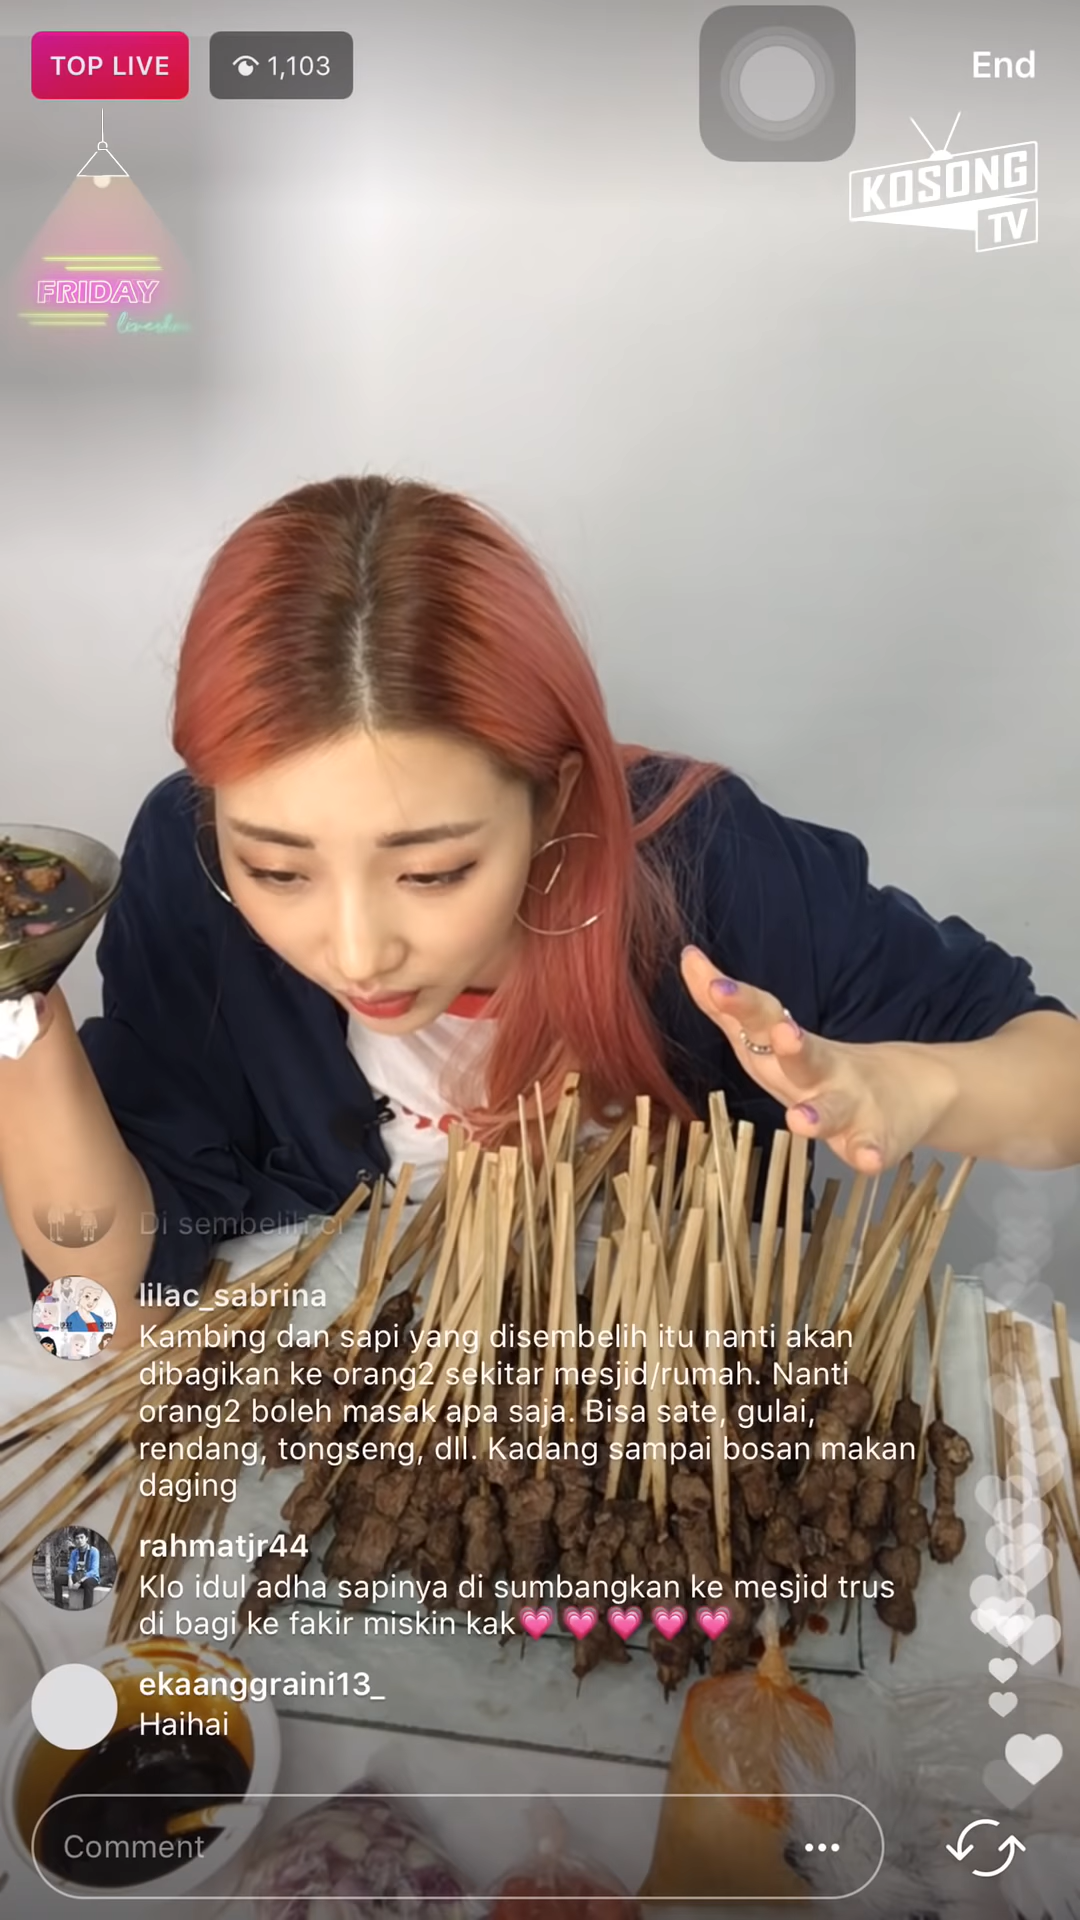 TOP LIVE
1,103
End
KOSONG
TV
FRIDAY
Di sembelih ci
lilac_sabrina
Kambing dan sapi yang disembelih itu nanti akan
dibagikan ke orang2 sekitar mesjid/rumah. Nanti
orang2 boleh masak apa saja. Bisa sate, gulai,
rendang, tongseng, dll. Kadang sampai bosan makan
daging
rahmatjr44
Klo idul adha sapinya di sumbangkan ke mesjid trus
di bagi ke fakir miskin kak💗💗💗💗💗
ekaanggraini13_
Haihai
Comment